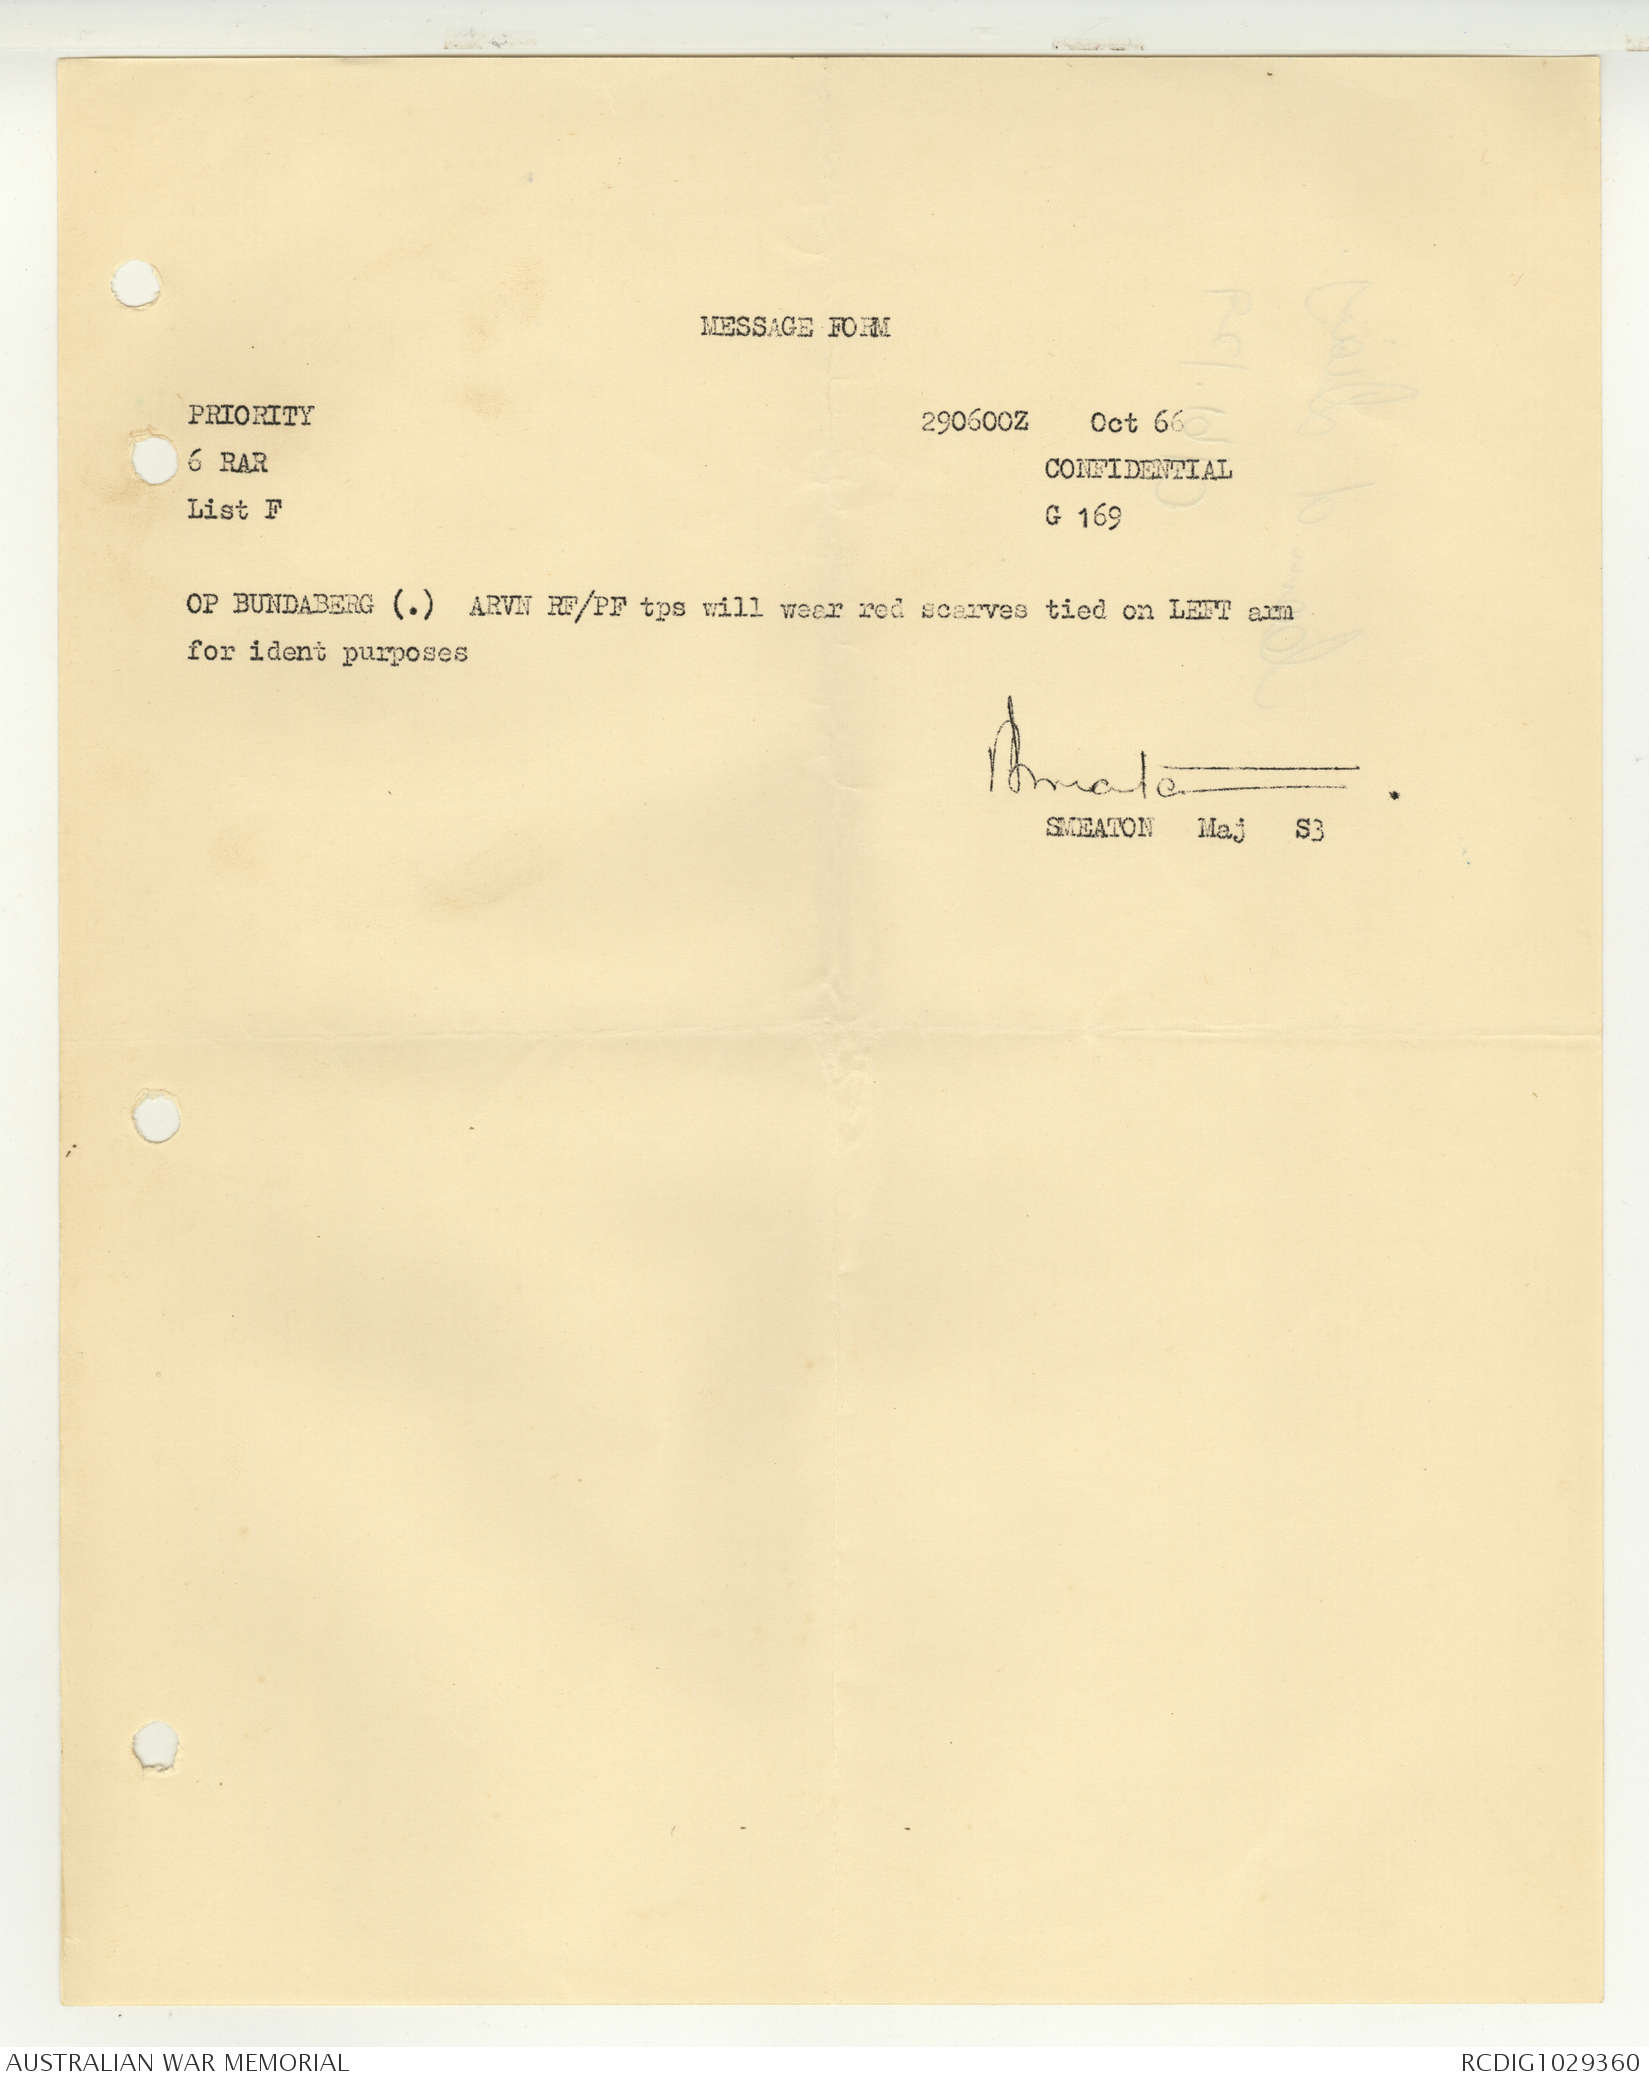 MESSAGE FORM
PRIORITY 290600Z Oct 66
6 RAR CONFIDENTIAL
List F G 169
OP BUNDABERG (.) ARVN RF/PF tps will wear red scarves tied on LEFT arm
for ident purposes
SMEATON Maj S3
AUSTRALIAN WAR MEMORIAL RCDIG1029360